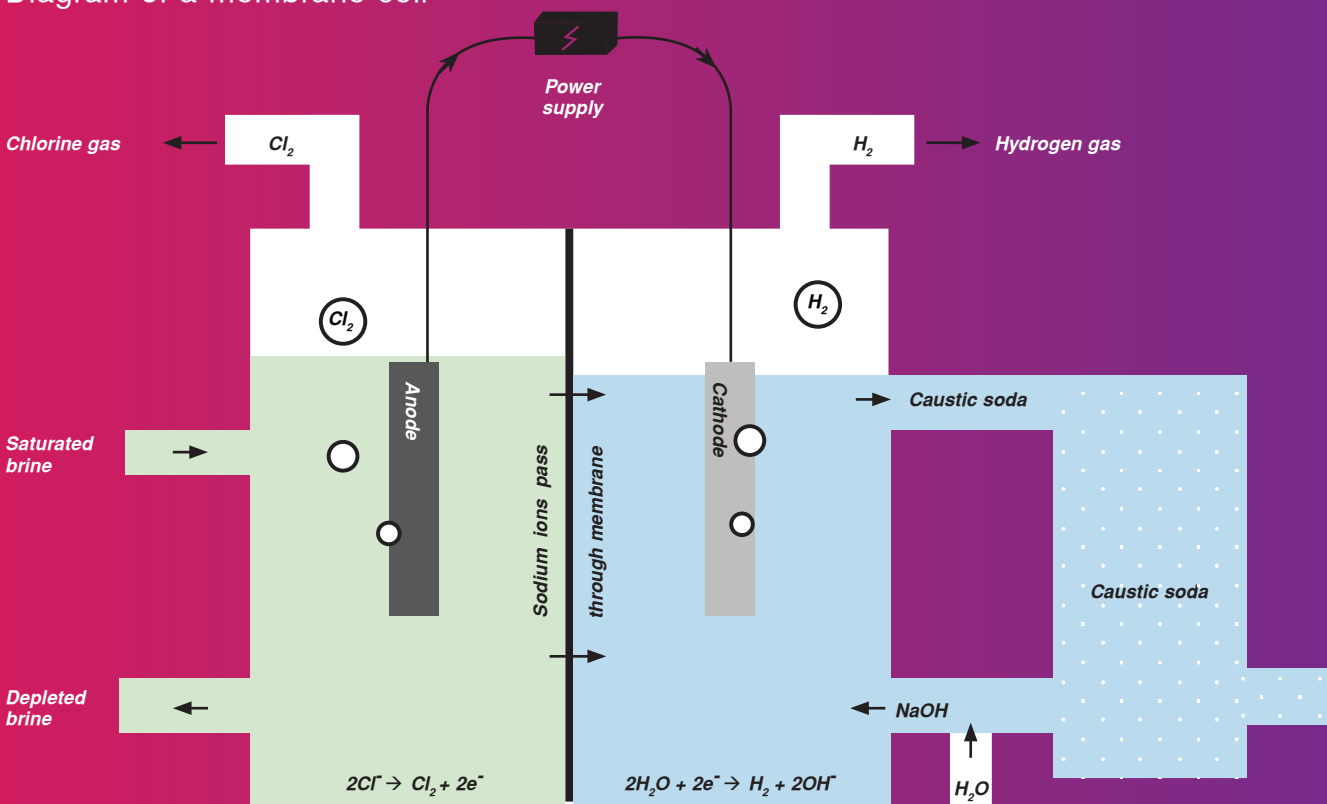 Diagram of a membrane cell
Power
supply
Chlorine gas
Cl₂
H₂
Hydrogen gas
Cl₂
H₂
Anode
Cathode
Caustic soda
Saturated
brine
Sodium ions pass
through membrane
Caustic soda
Depleted
brine
NaOH
2Cl⁻ → Cl₂ + 2e⁻
2H₂O + 2e⁻ → H₂ + 2OH⁻
H₂O